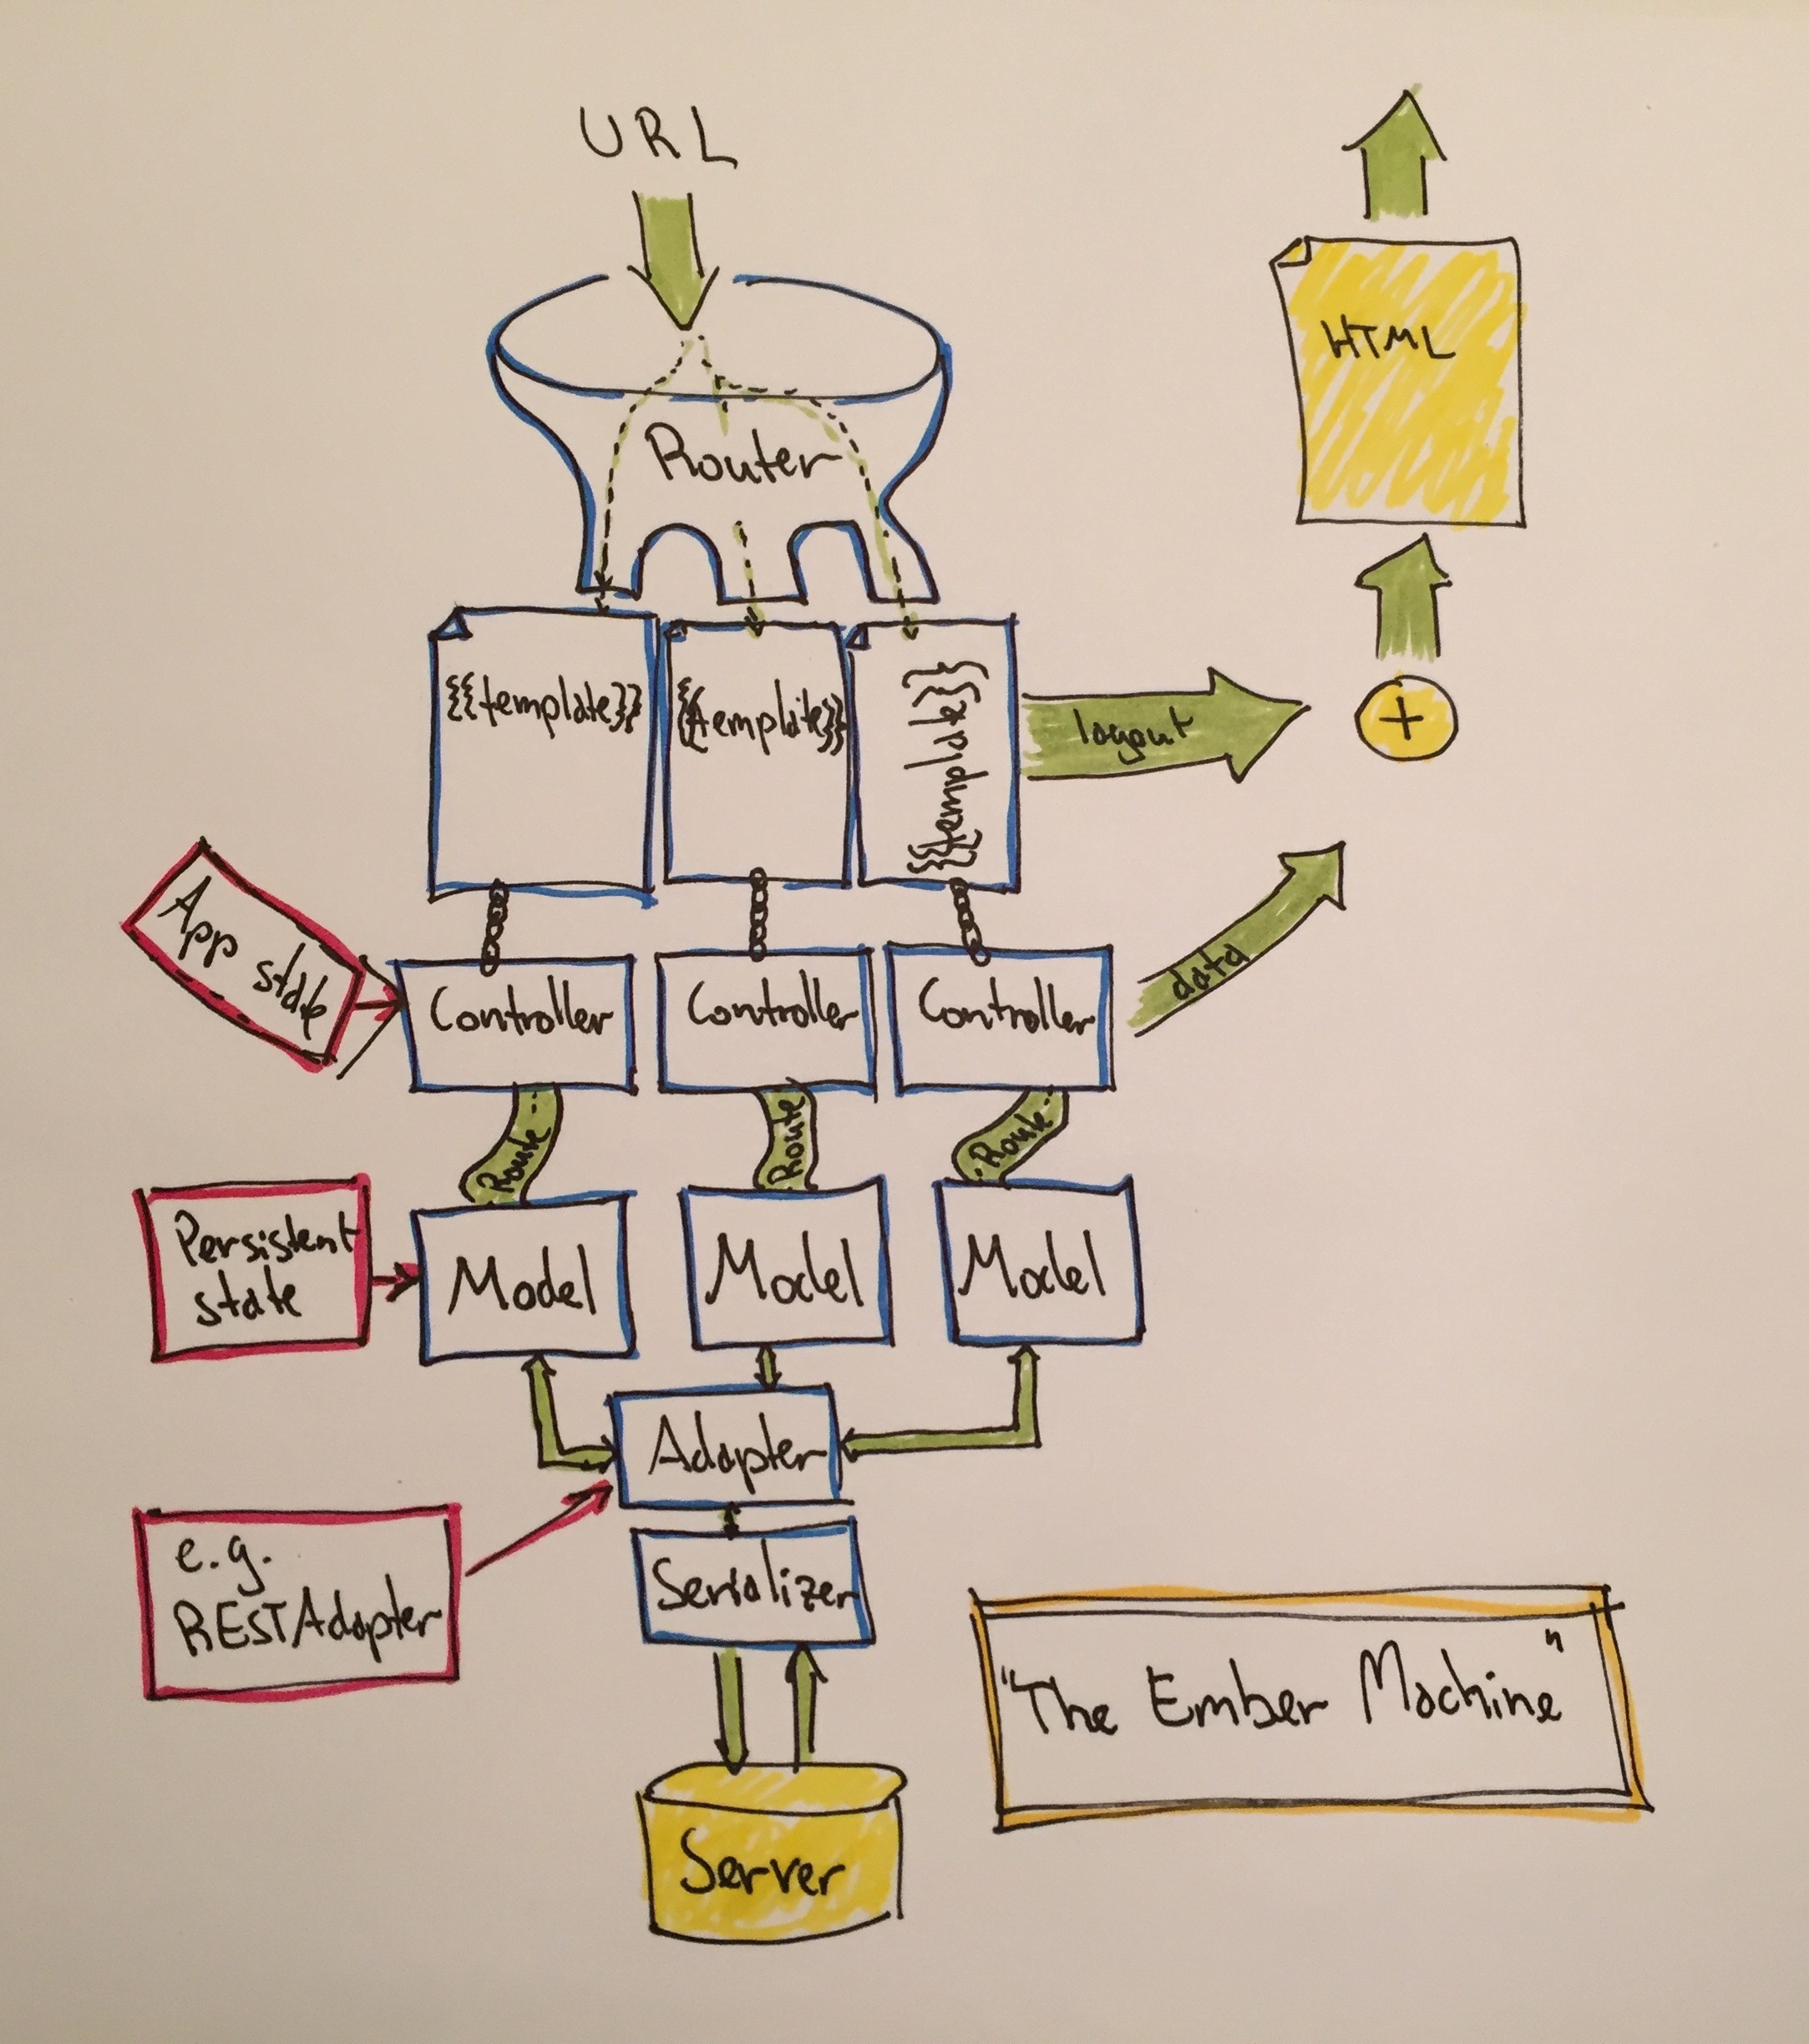 URL
Router
HTML
{{template}}
{{template}}
{{template}}
layout
+
App state
data
Controller
Controller
Controller
Route
Route
Route
Persistent
state
Model
Model
Model
Adapter
e.g.
RESTAdapter
Serializer
"The Ember Machine"
Server